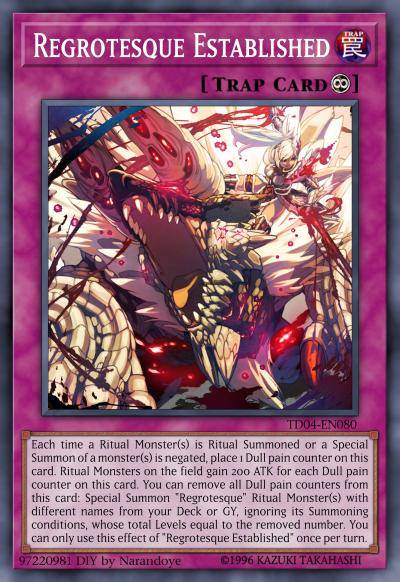 REGROTESQUE ESTABLISHED
TRAP
罠
[TRAP CARD]
TD04-EN080
Each time a Ritual Monster(s) is Ritual Summoned or a Special
Summon of a monster(s) is negated, place 1 Dull pain counter on
this card. Ritual Monsters on the field gain 200 ATK for each Dull pain
counter on this card. You can remove all Dull pain counters from
this card: Special Summon "Regrotesque" Ritual Monster(s) with
different names from your Deck or GY, ignoring its Summoning
conditions, whose total Levels equal to the removed number. You
can only use this effect of "Regrotesque Established" once per turn.
97220981 DIY by Narandoye ©1996 KAZUKI TAKAHASHI